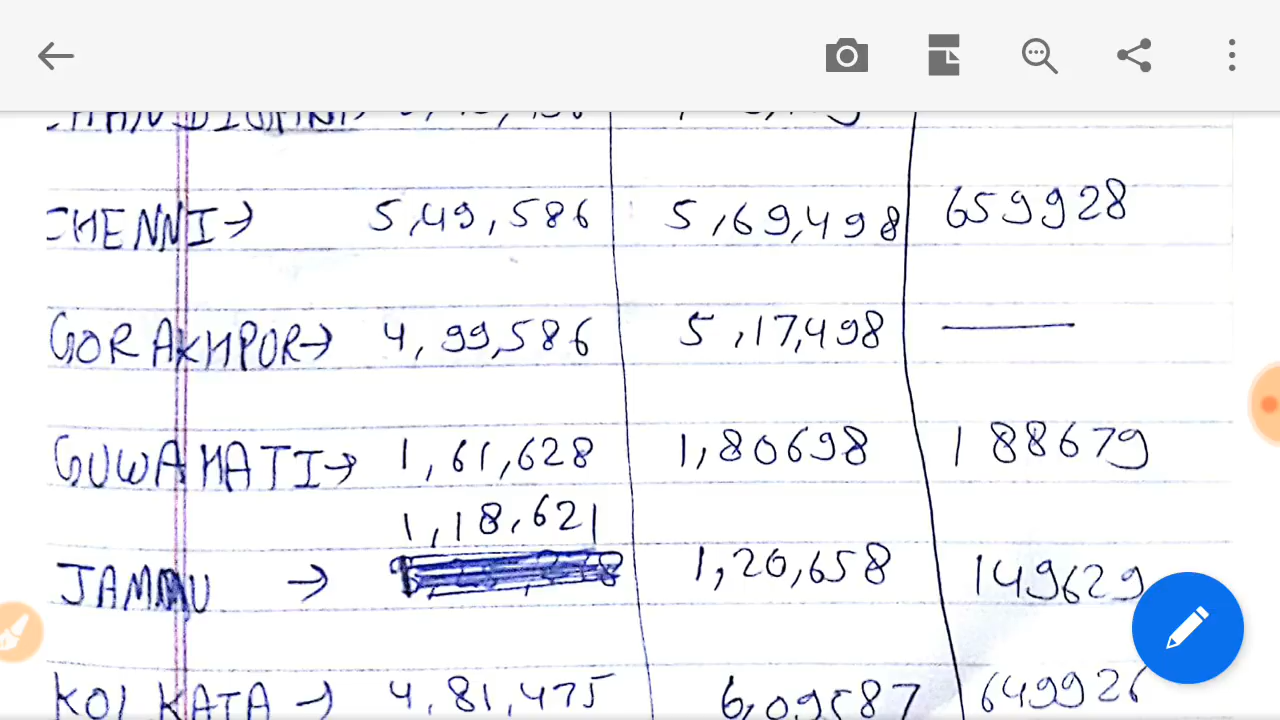 CHENNI→ 5,49,586 5,69,498 659928
GORAKHPOR→ 4,99,586 5,17,498 —
GUWAHATI→ 1,61,628 1,80698 188679
1,18,621
JAMMU → 1,20,658 149629
KOLKATA → 4,81,475 6,09587 649926